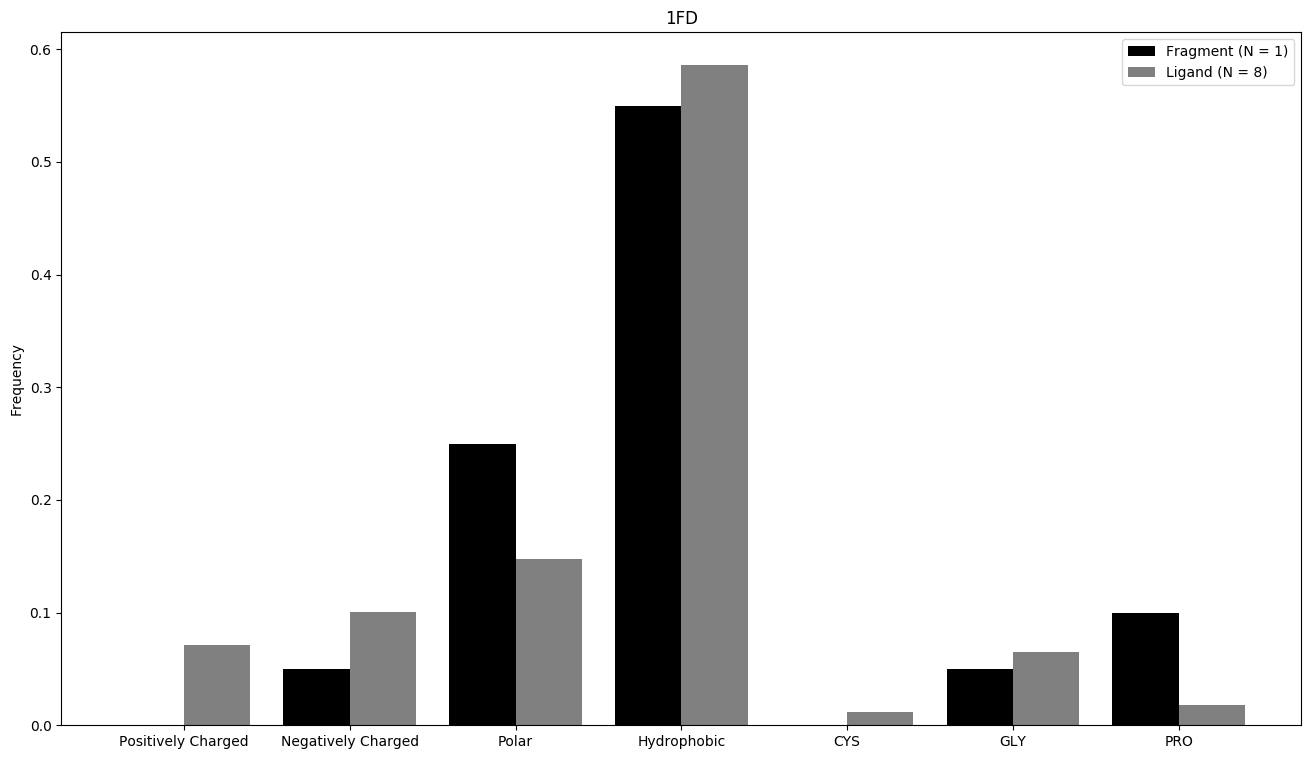 1FD
Fragment (N = 1)
Ligand (N = 8)
Frequency
0.6
0.5
0.4
0.3
0.2
0.1
0.0
Positively Charged
Negatively Charged
Polar
Hydrophobic
CYS
GLY
PRO